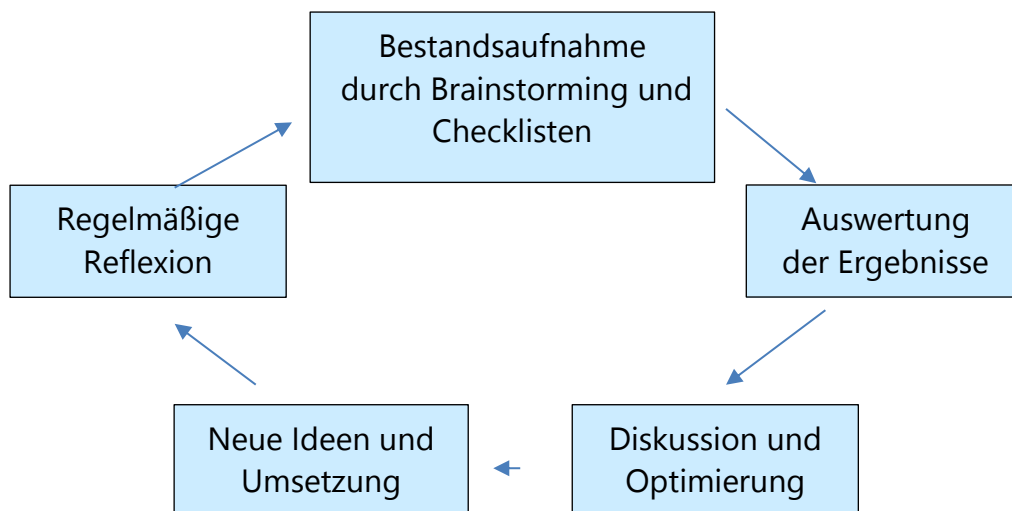 Bestandsaufnahme
durch Brainstorming und
Checklisten
Regelmäßige
Reflexion
Auswertung
der Ergebnisse
Neue Ideen und
Umsetzung
Diskussion und
Optimierung